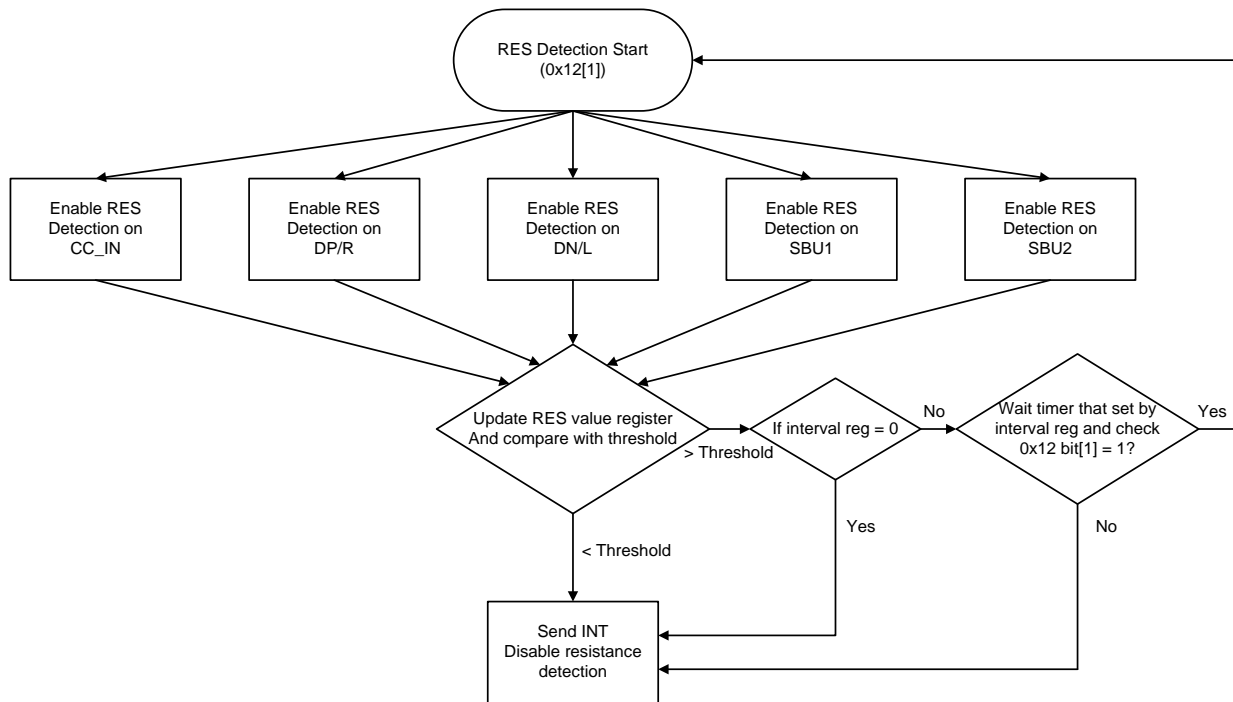 RES Detection Start
(0x12[1])
Enable RES
Detection on
CC_IN
Enable RES
Detection on
DP/R
Enable RES
Detection on
DN/L
Enable RES
Detection on
SBU1
Enable RES
Detection on
SBU2
Update RES value register
And compare with threshold
> Threshold
If interval reg = 0
No
Wait timer that set by
interval reg and check
0x12 bit[1] = 1?
Yes
< Threshold
Yes
No
Send INT
Disable resistance
detection